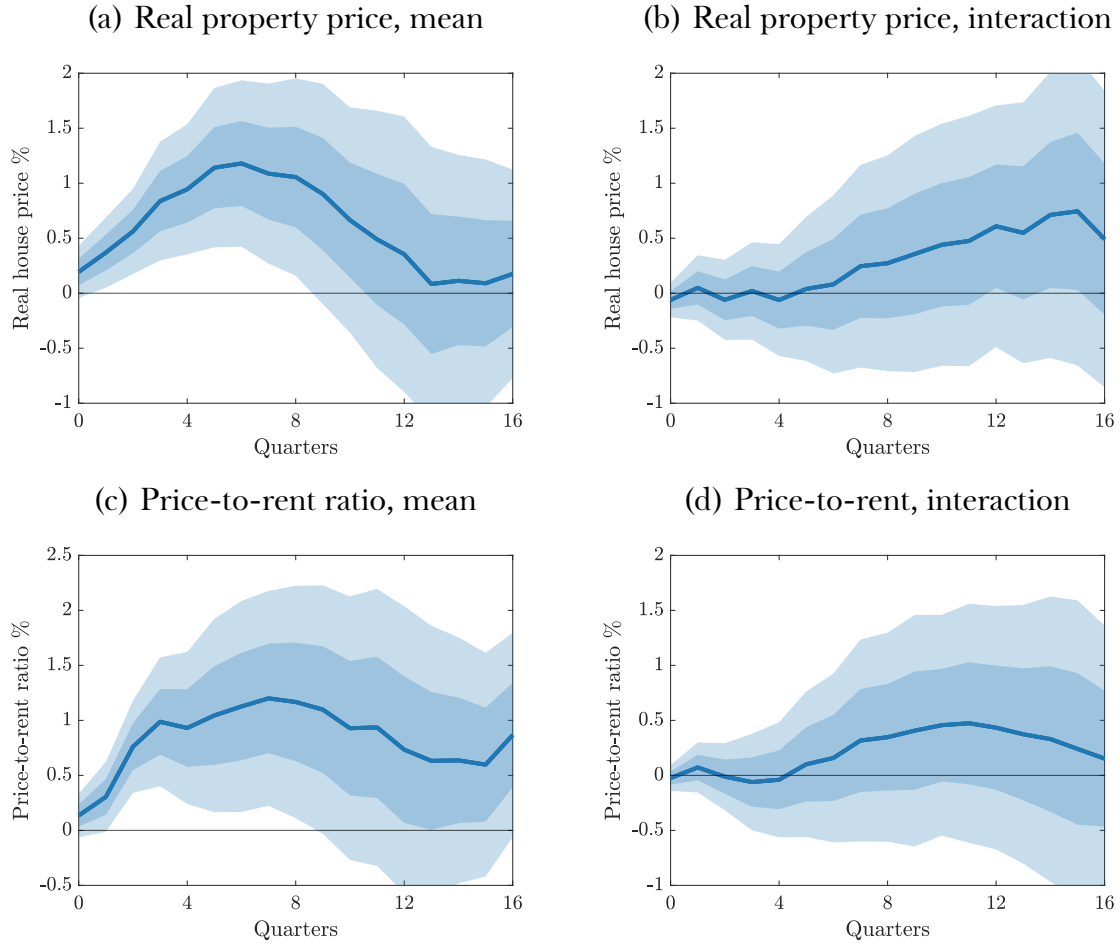 (a) Real property price, mean
(b) Real property price, interaction
Real house price %
2
1.5
1
0.5
0
-0.5
-1
0 4 8 12 16
Quarters
Real house price %
2
1.5
1
0.5
0
-0.5
-1
0 4 8 12 16
Quarters
(c) Price-to-rent ratio, mean
(d) Price-to-rent, interaction
Price-to-rent ratio %
2.5
2
1.5
1
0.5
0
-0.5
0 4 8 12 16
Quarters
Price-to-rent ratio %
2
1.5
1
0.5
0
-0.5
-1
0 4 8 12 16
Quarters